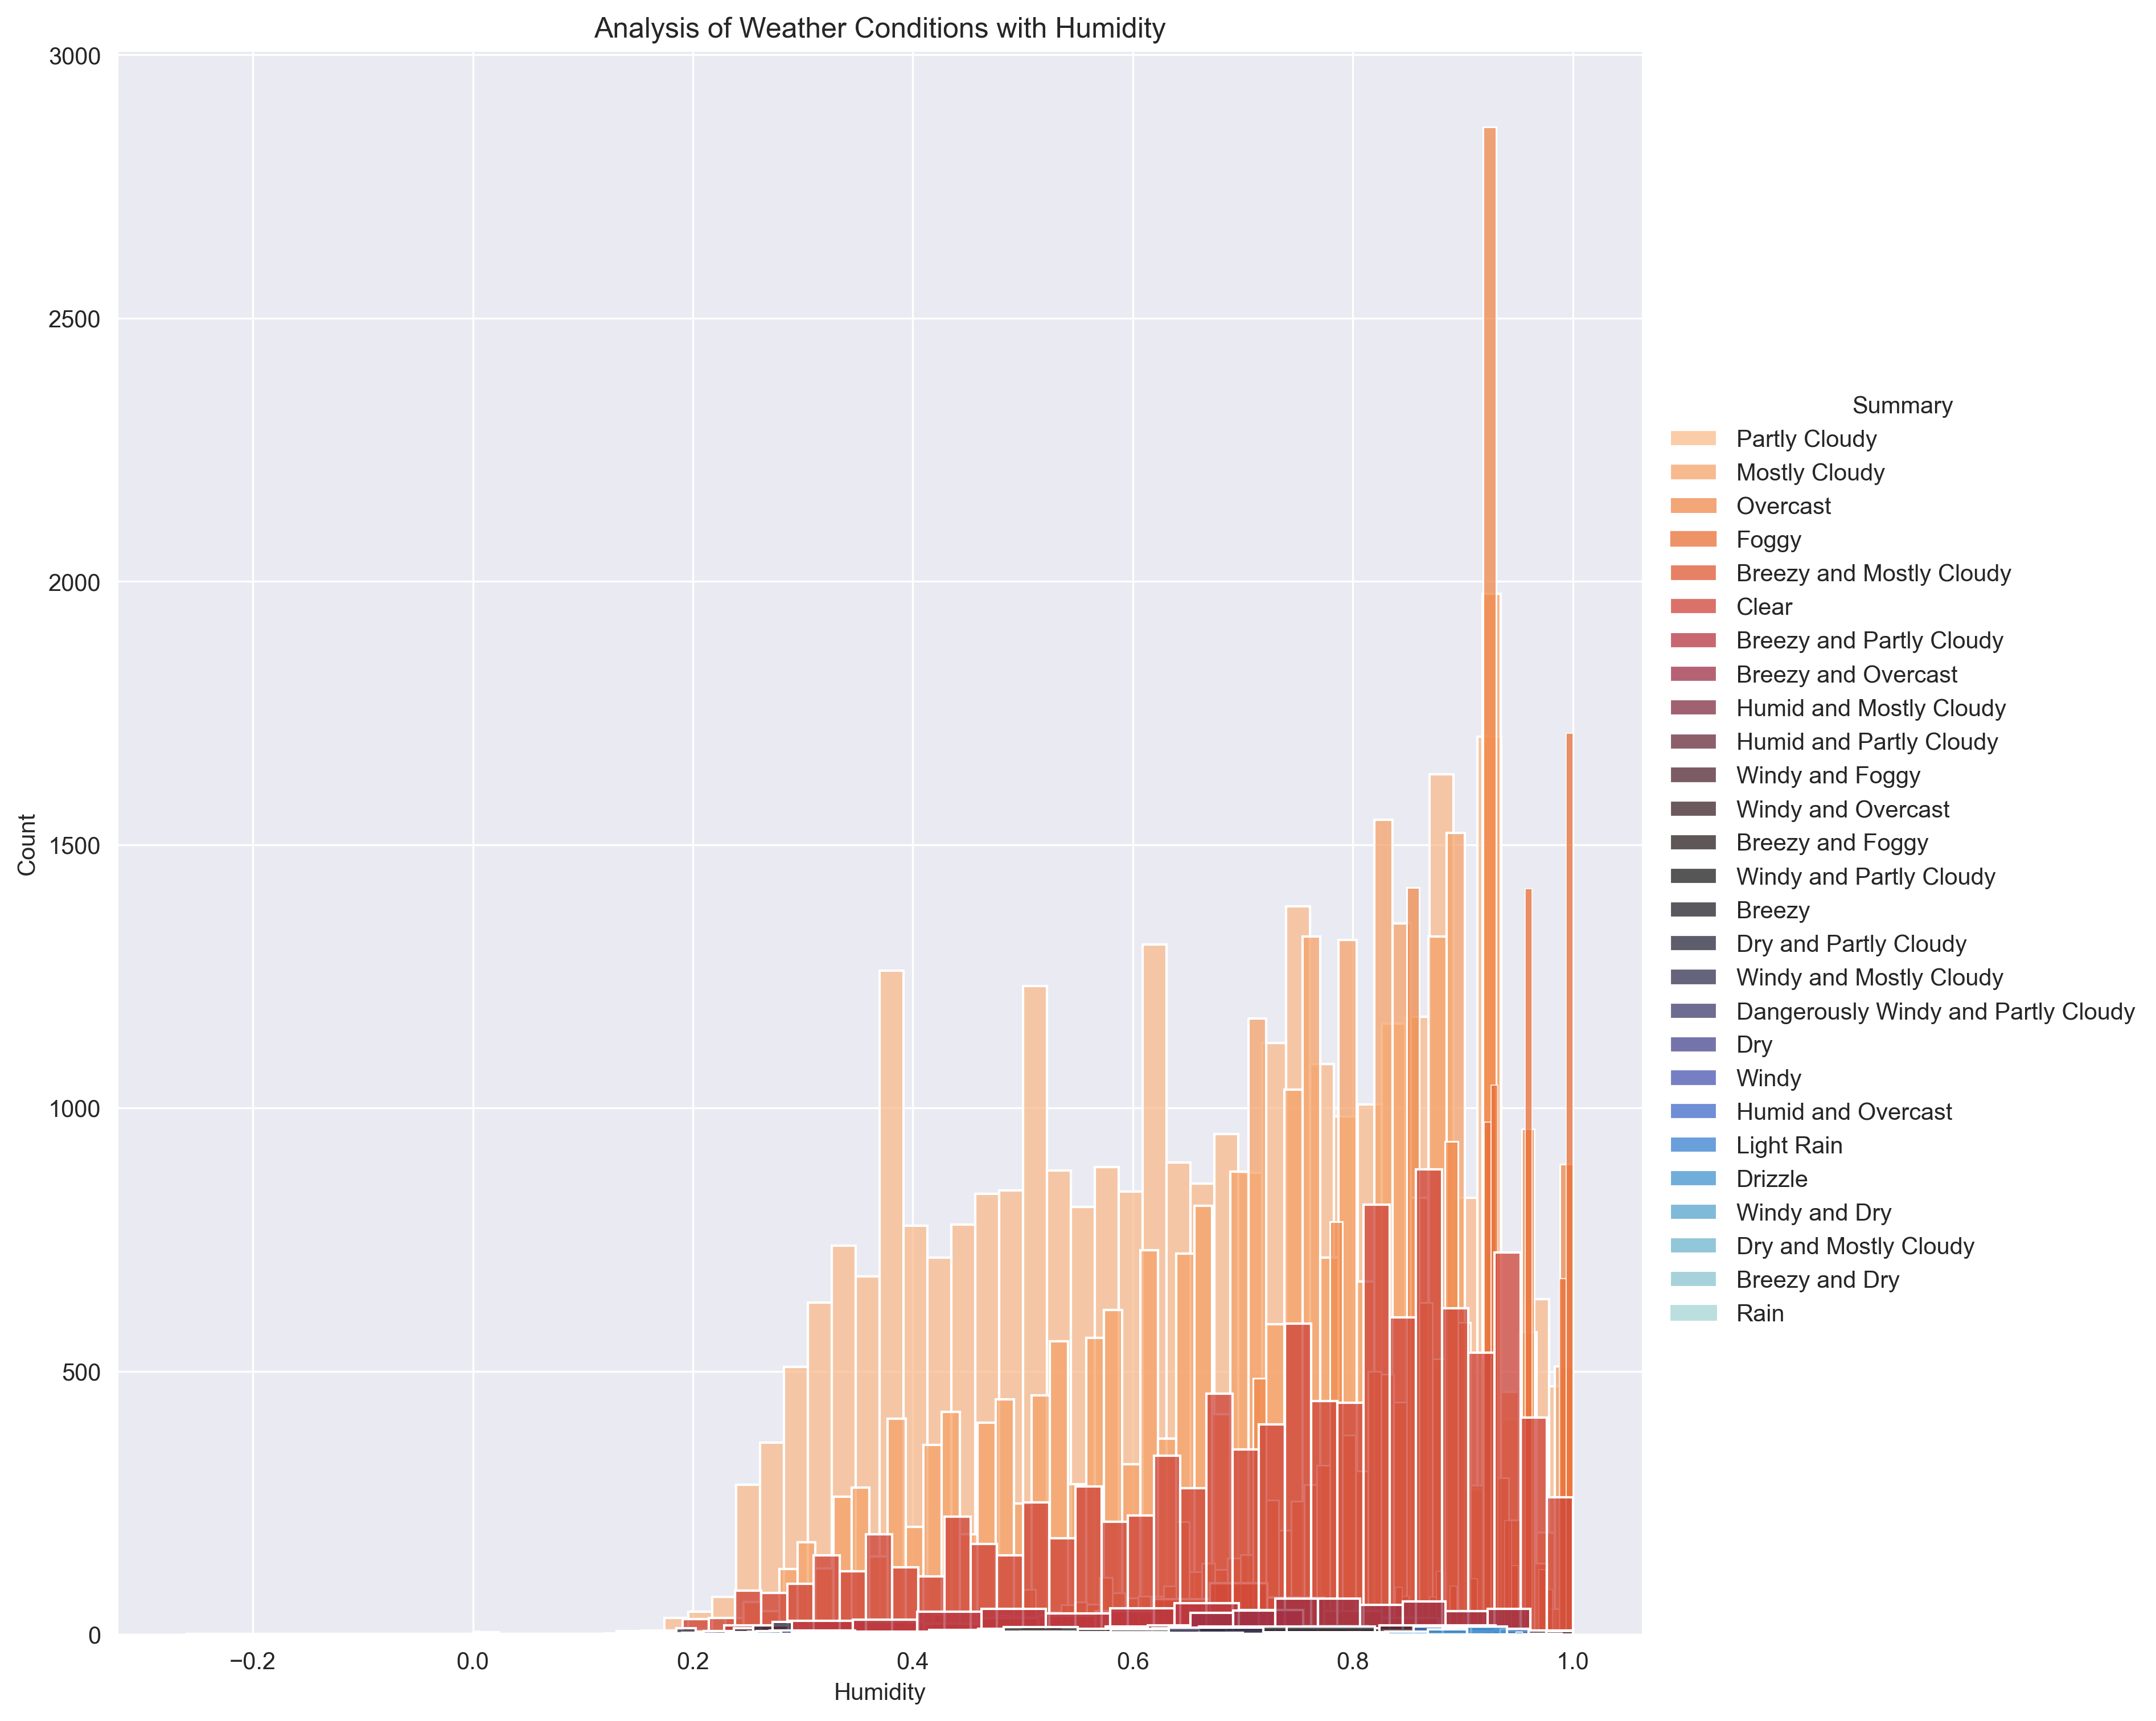 Analysis of Weather Conditions with Humidity
3000
2500
2000
1500
1000
500
0
Count
−0.2
0.0
0.2
0.4
0.6
0.8
1.0
Humidity
Summary
Partly Cloudy
Mostly Cloudy
Overcast
Foggy
Breezy and Mostly Cloudy
Clear
Breezy and Partly Cloudy
Breezy and Overcast
Humid and Mostly Cloudy
Humid and Partly Cloudy
Windy and Foggy
Windy and Overcast
Breezy and Foggy
Windy and Partly Cloudy
Breezy
Dry and Partly Cloudy
Windy and Mostly Cloudy
Dangerously Windy and Partly Cloudy
Dry
Windy
Humid and Overcast
Light Rain
Drizzle
Windy and Dry
Dry and Mostly Cloudy
Breezy and Dry
Rain